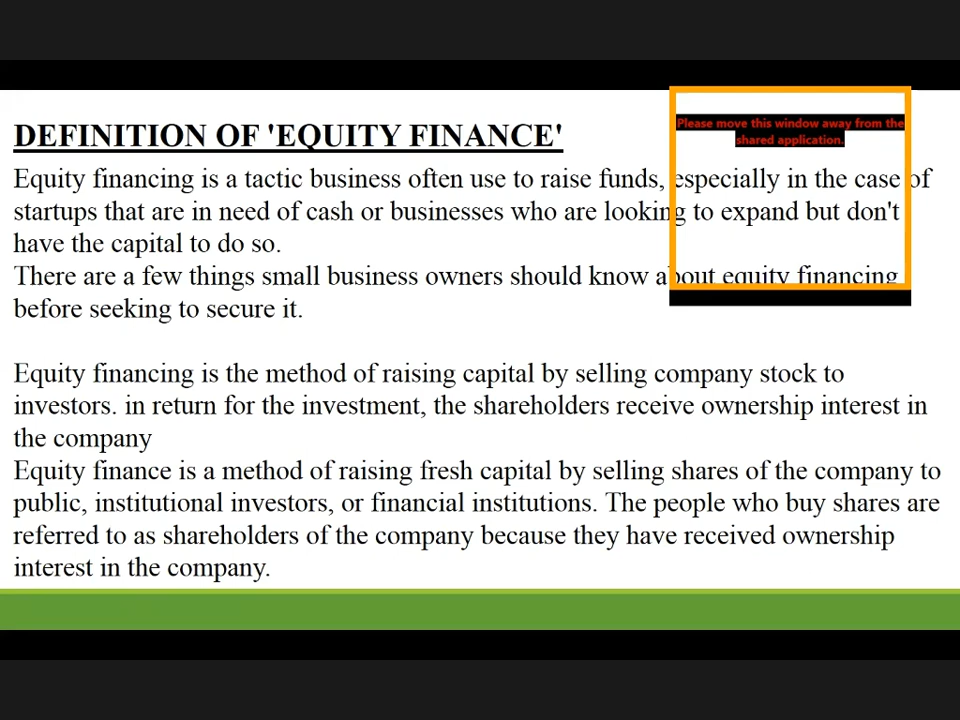 DEFINITION OF 'EQUITY FINANCE'
Please move this window away from the
shared application.
Equity financing is a tactic business often use to raise funds, especially in the case of
startups that are in need of cash or businesses who are looking to expand but don't
have the capital to do so.
There are a few things small business owners should know about equity financing
before seeking to secure it.
Equity financing is the method of raising capital by selling company stock to
investors. in return for the investment, the shareholders receive ownership interest in
the company
Equity finance is a method of raising fresh capital by selling shares of the company to
public, institutional investors, or financial institutions. The people who buy shares are
referred to as shareholders of the company because they have received ownership
interest in the company.